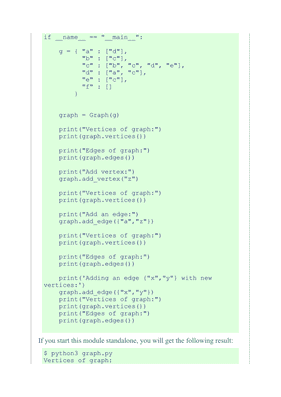 if __name__ == "__main__":
g = { "a" : ["d"],
"b" : ["c"],
"c" : ["b", "c", "d", "e"],
"d" : ["a", "c"],
"e" : ["c"],
"f" : []
}
graph = Graph(g)
print("Vertices of graph:")
print(graph.vertices())
print("Edges of graph:")
print(graph.edges())
print("Add vertex:")
graph.add_vertex("z")
print("Vertices of graph:")
print(graph.vertices())
print("Add an edge:")
graph.add_edge({"a","z"})
print("Vertices of graph:")
print(graph.vertices())
print("Edges of graph:")
print(graph.edges())
print('Adding an edge {"x","y"} with new
vertices:')
graph.add_edge({"x","y"})
print("Vertices of graph:")
print(graph.vertices())
print("Edges of graph:")
print(graph.edges())
If you start this module standalone, you will get the following result:
$ python3 graph.py
Vertices of graph: